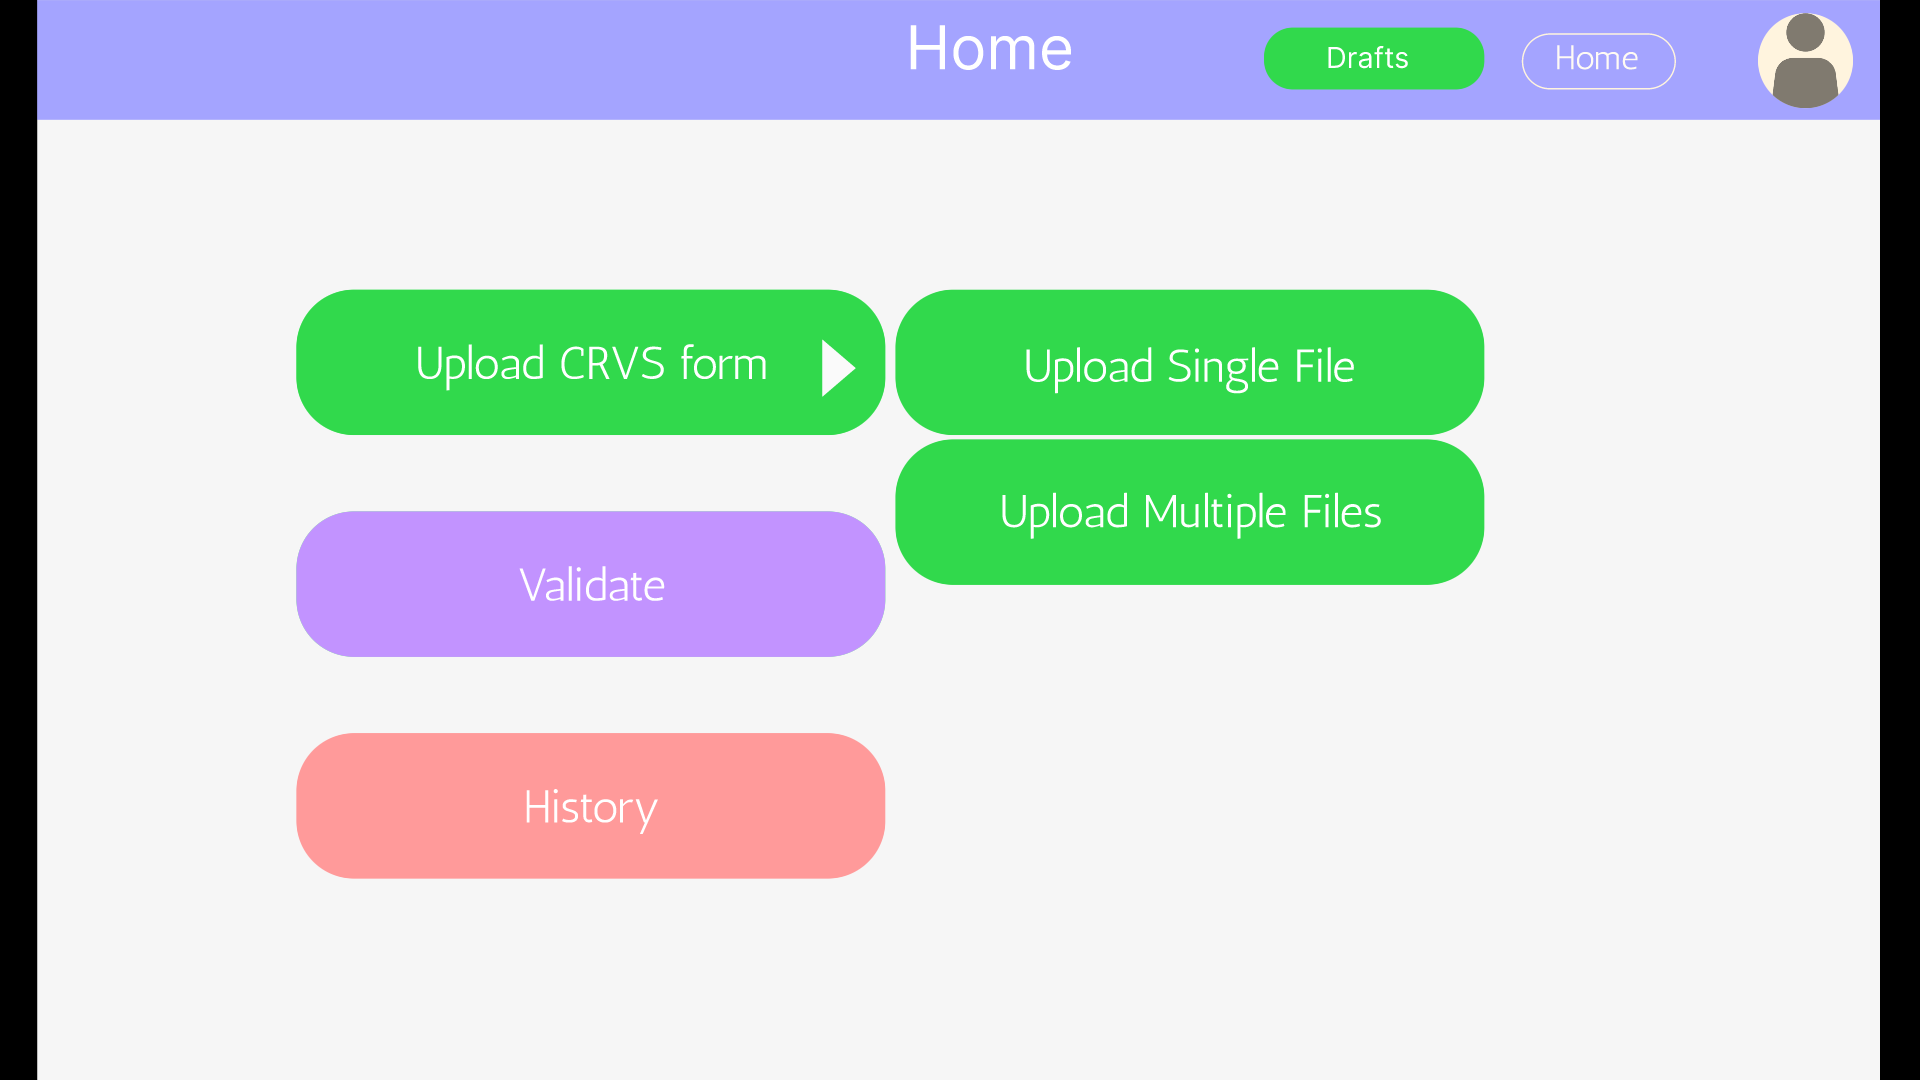 Home
Drafts
Home
Upload CRVS form
Upload Single File
Upload Multiple Files
Validate
History